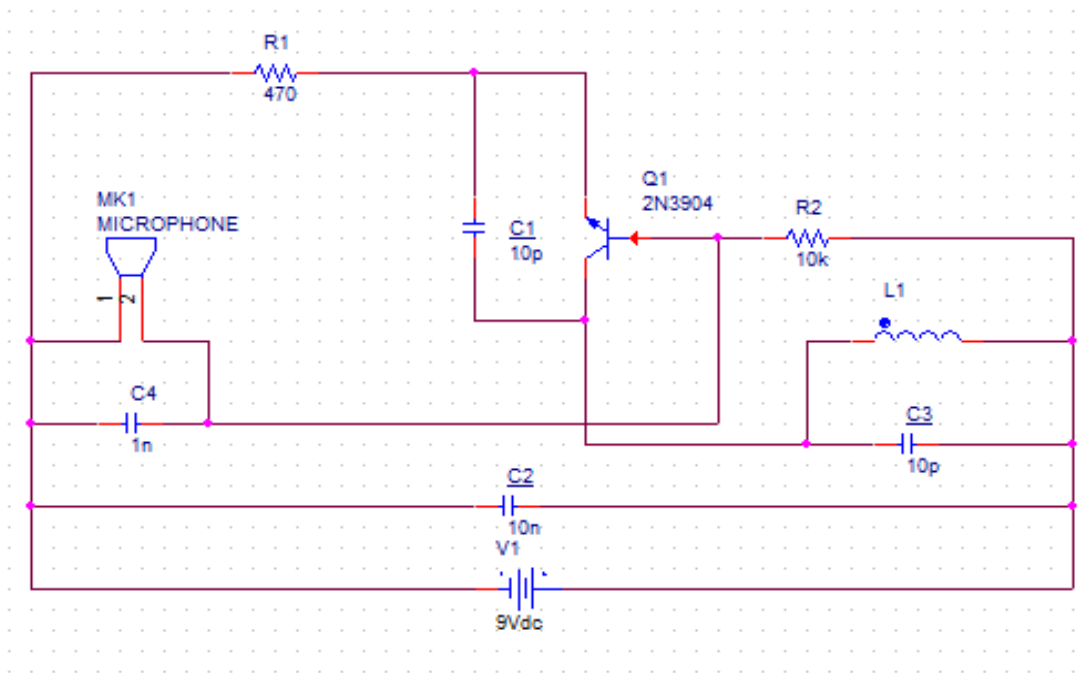 R1
470
MK1
MICROPHONE
1
2
C1
10p
Q1
2N3904
R2
10k
L1
C4
1n
C3
10p
C2
10n
V1
9Vdc